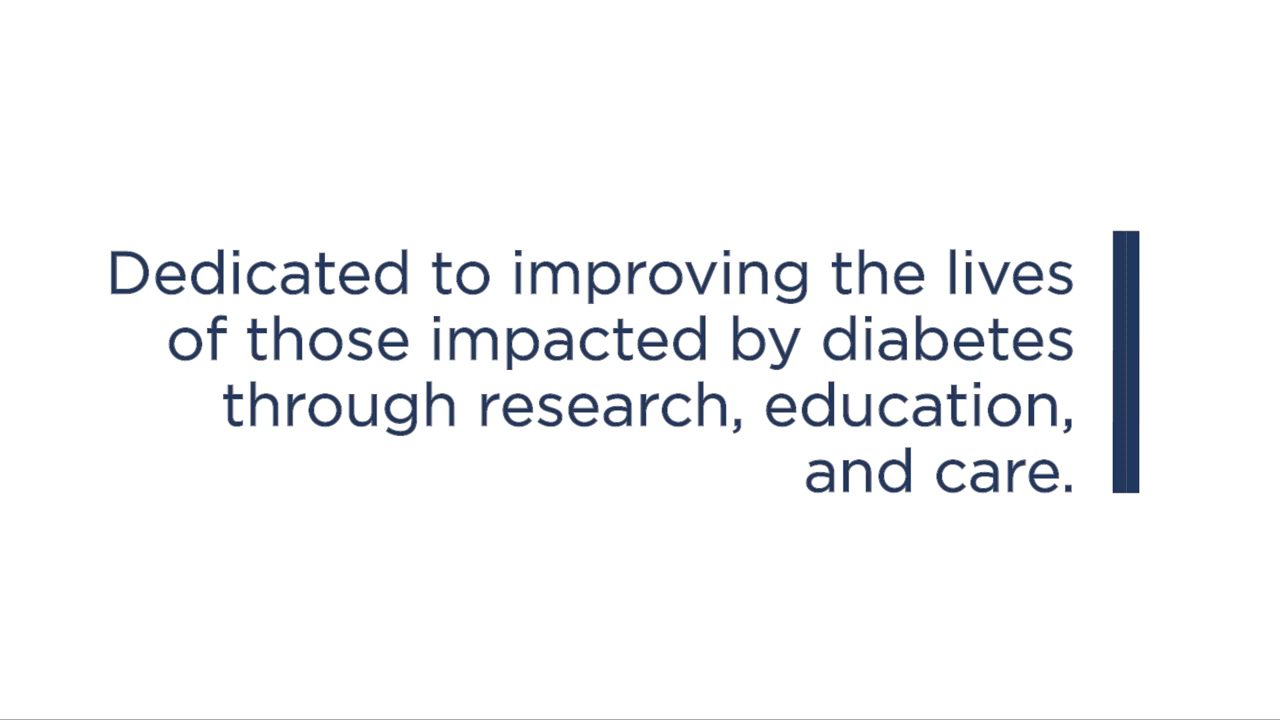 Dedicated to improving the lives
of those impacted by diabetes
through research, education,
and care.